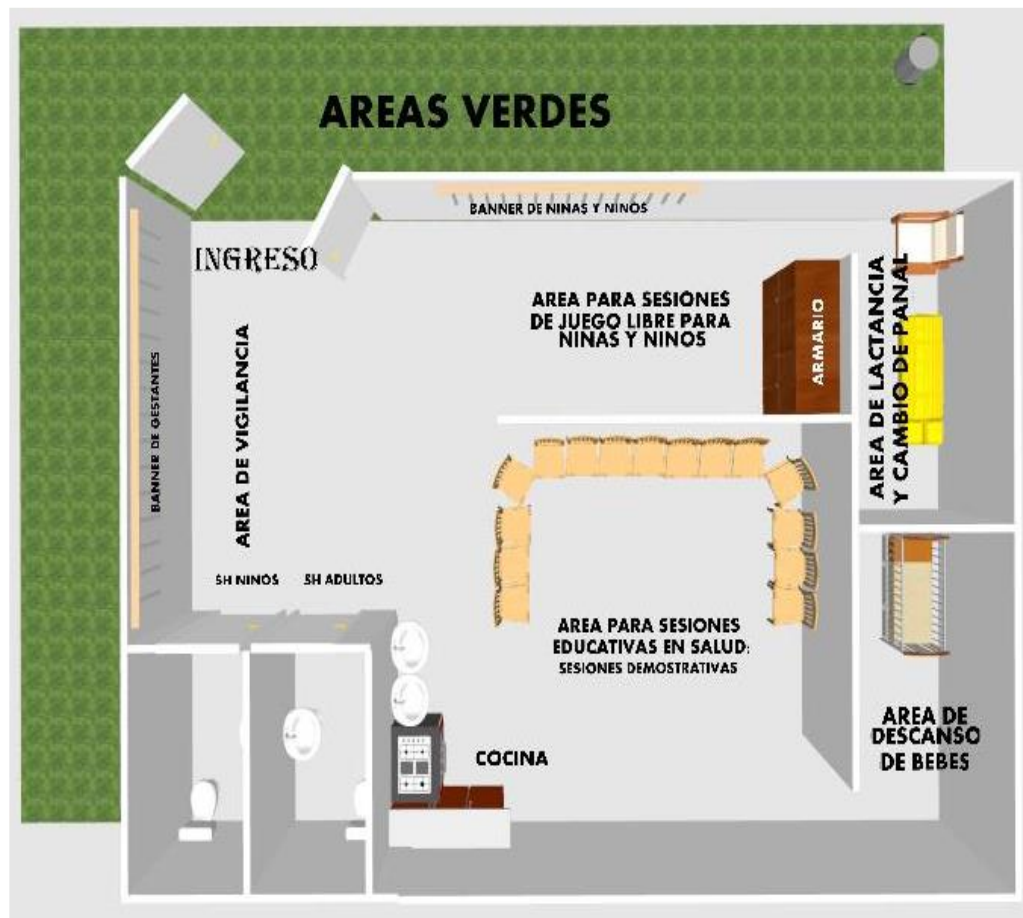 AREAS VERDES
BANNER DE NINAS Y NINOS
INGRESO
AREA PARA SESIONES
DE JUEGO LIBRE PARA
NINAS Y NINOS
ARMARIO
AREA DE LACTANCIA
Y CAMBIO DE PANAL
BANNER DE GESTANTES
AREA DE VIGILANCIA
SH NINOS
SH ADULTOS
AREA PARA SESIONES
EDUCATIVAS EN SALUD:
SESIONES DEMOSTRATIVAS
COCINA
AREA DE
DESCANSO
DE BEBES